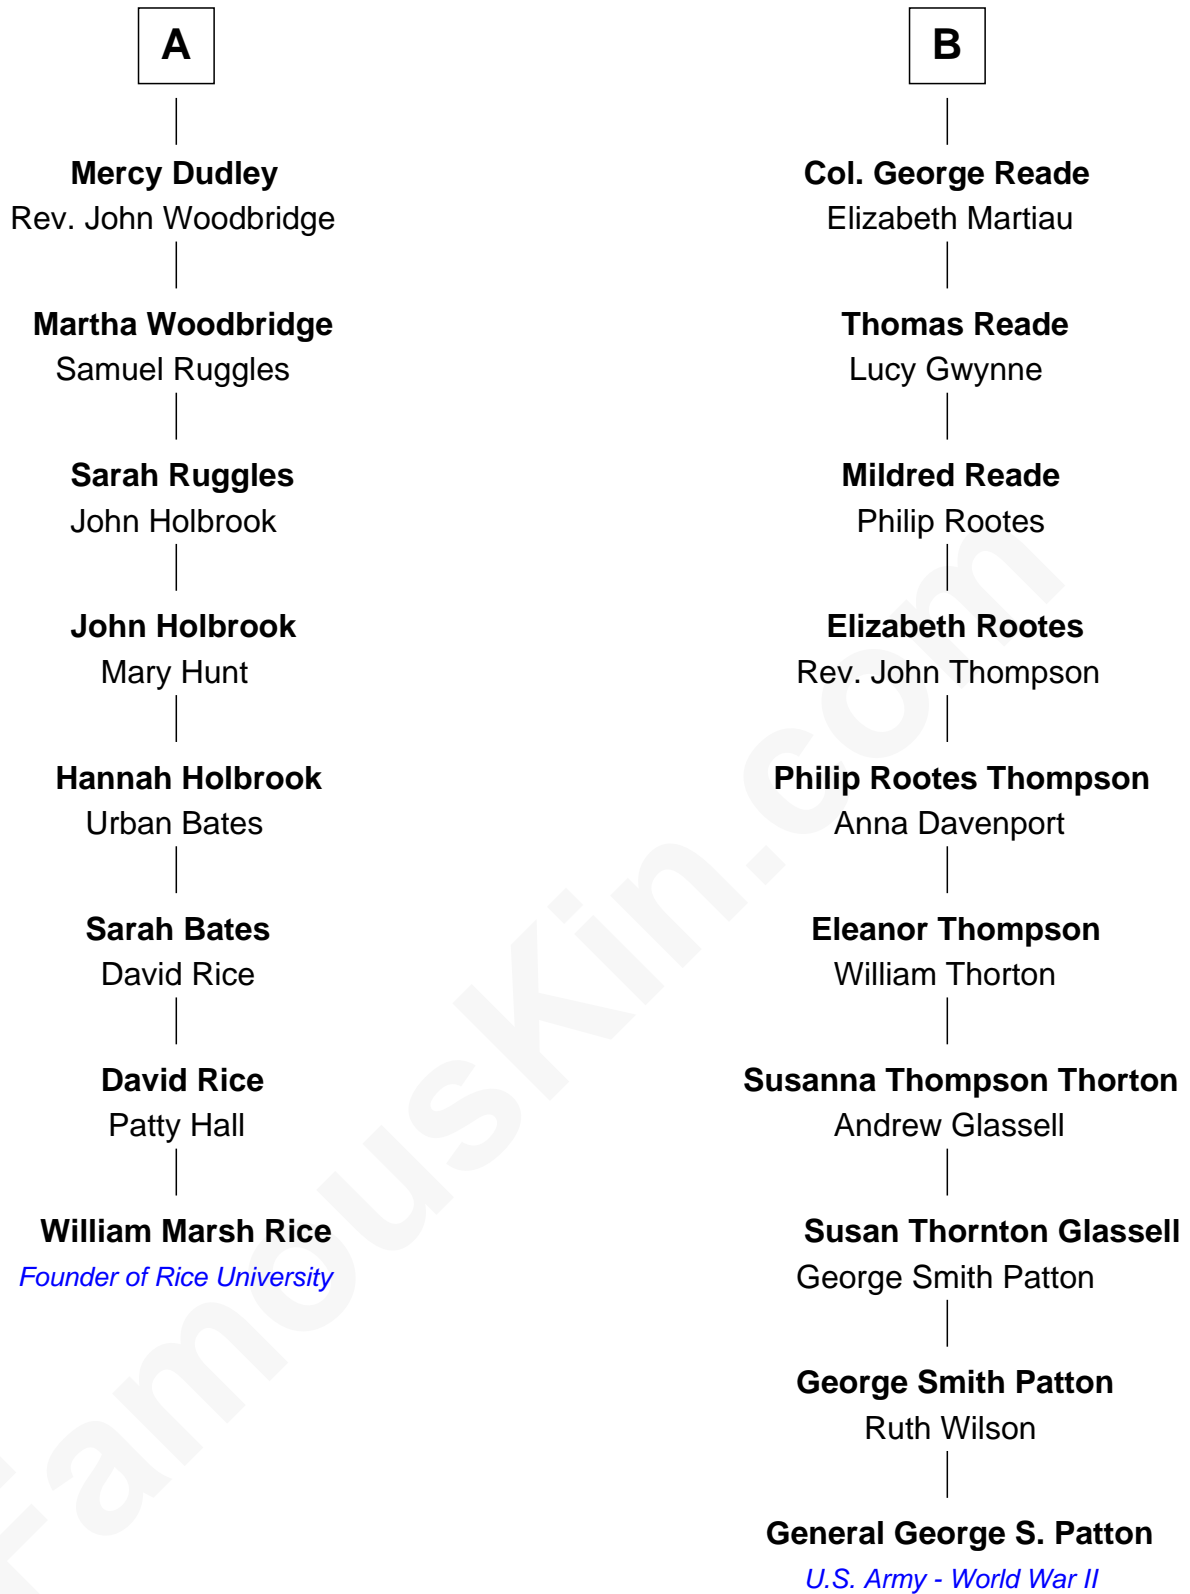 A
Mercy Dudley
Rev. John Woodbridge
Martha Woodbridge
Samuel Ruggles
Sarah Ruggles
John Holbrook
John Holbrook
Mary Hunt
Hannah Holbrook
Urban Bates
Sarah Bates
David Rice
David Rice
Patty Hall
William Marsh Rice
Founder of Rice University
B
Col. George Reade
Elizabeth Martiau
Thomas Reade
Lucy Gwynne
Mildred Reade
Philip Rootes
Elizabeth Rootes
Rev. John Thompson
Philip Rootes Thompson
Anna Davenport
Eleanor Thompson
William Thorton
Susanna Thompson Thorton
Andrew Glassell
Susan Thornton Glassell
George Smith Patton
George Smith Patton
Ruth Wilson
General George S. Patton
U.S. Army - World War II
FamousKin.com